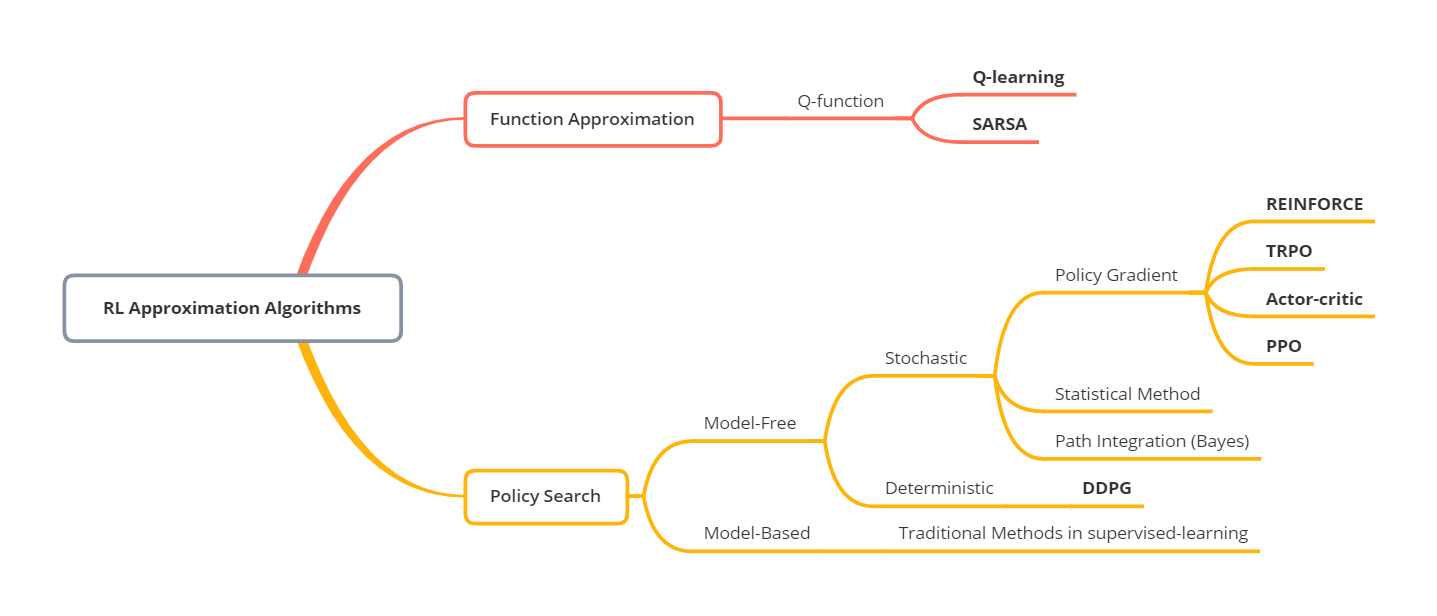 Q-learning
Q-function
Function Approximation
SARSA
REINFORCE
TRPO
Policy Gradient
Actor-critic
RL Approximation Algorithms
PPO
Stochastic
Statistical Method
Model-Free
Path Integration (Bayes)
Policy Search
Deterministic
DDPG
Model-Based
Traditional Methods in supervised-learning